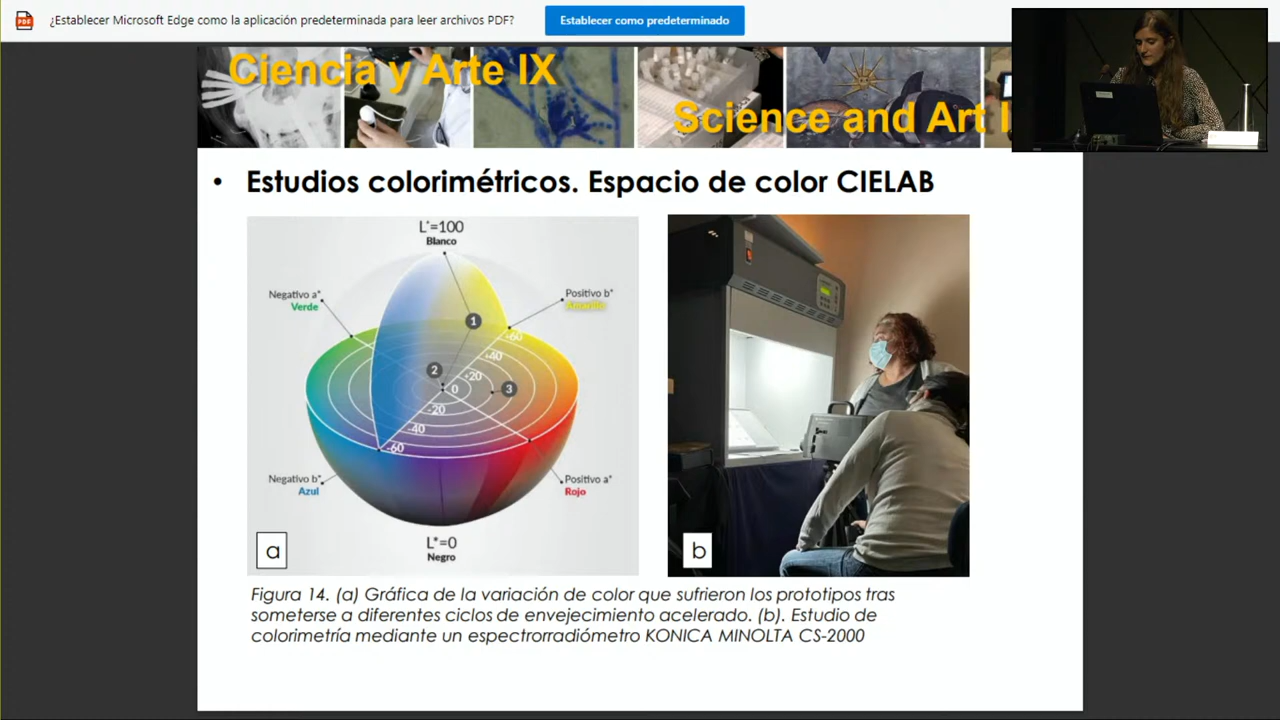 ¿Establecer Microsoft Edge como la aplicación predeterminada para leer archivos PDF?
Establecer como predeterminado
PDF
Ciencia y Arte IX
Science and Art I
• Estudios colorimétricos. Espacio de color CIELAB
L*=100
Blanco
Negativo a*
Verde
Positivo b*
Amarillo
1
-60
+40
2
+20
0
3
-20
-40
-60
Negativo b*
Azul
Positivo a*
Rojo
L*=0
Negro
a
b
Figura 14. (a) Gráfica de la variación de color que sufrieron los prototipos tras
someterse a diferentes ciclos de envejecimiento acelerado. (b). Estudio de
colorimetría mediante un espectrorradiómetro KONICA MINOLTA CS-2000